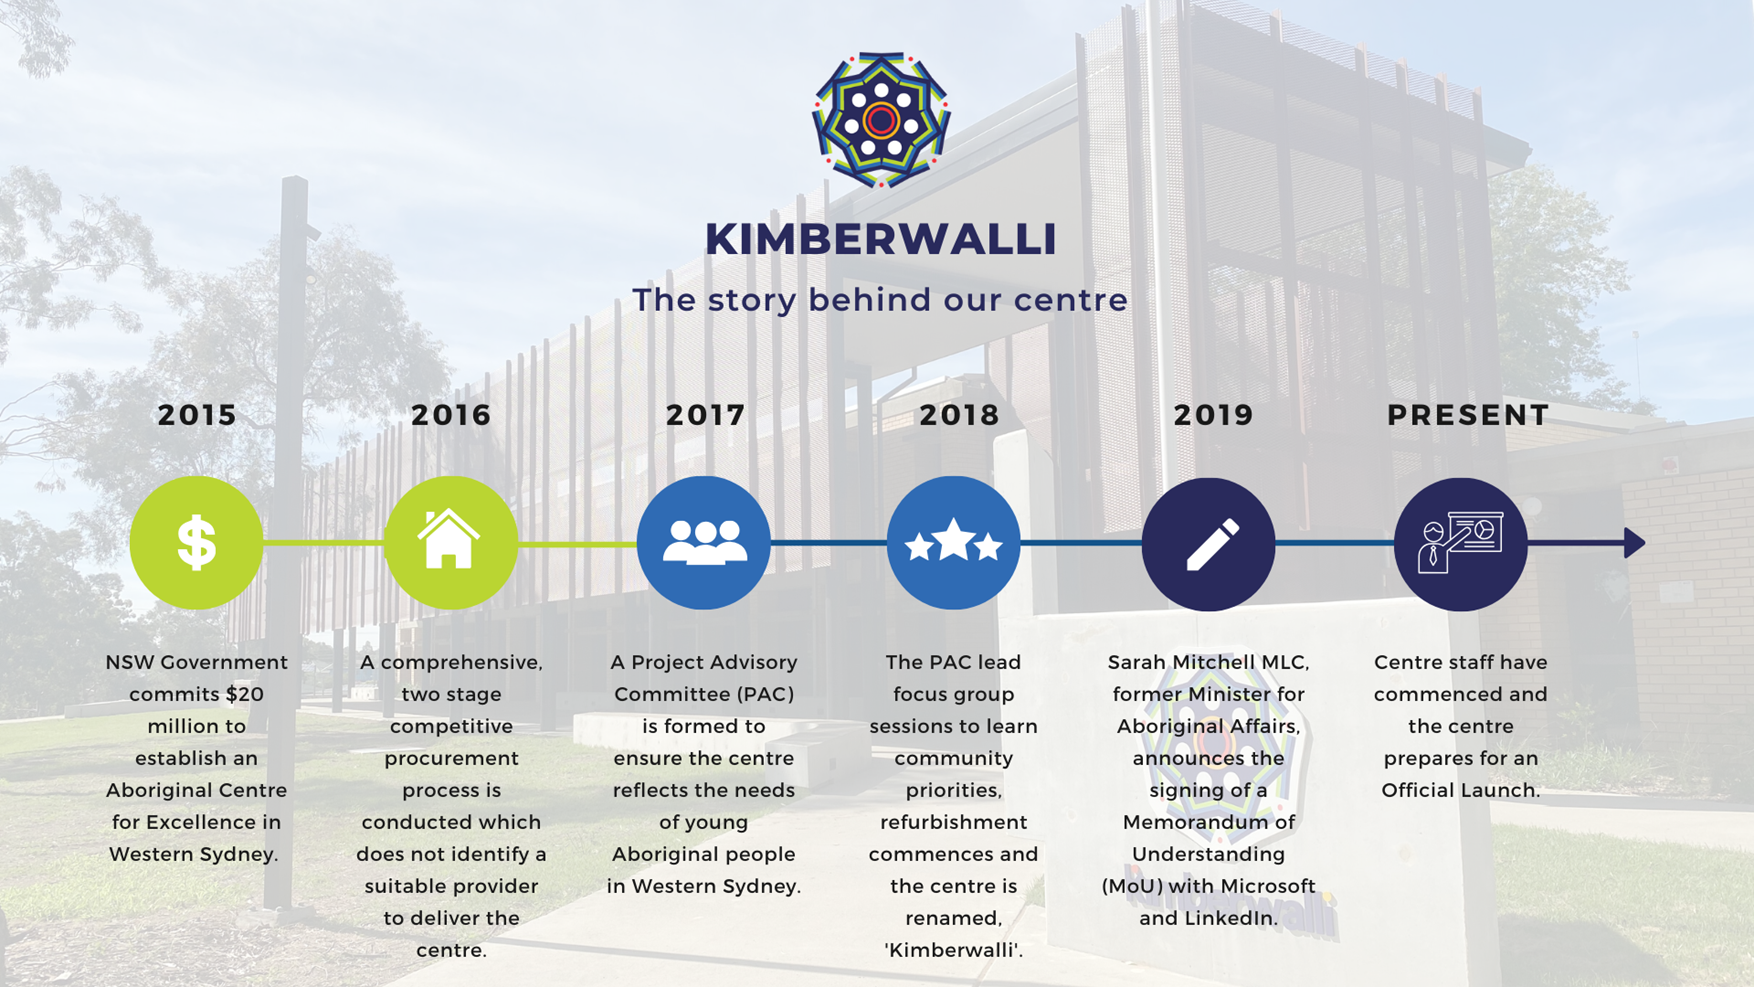 KIMBERWALLI
The story behind our centre
2015
NSW Government
commits $20
million to
establish an
Aboriginal Centre
for Excellence in
Western Sydney.
2016
A comprehensive,
two stage
competitive
procurement
process is
conducted which
does not identify a
suitable provider
to deliver the
centre.
2017
A Project Advisory
Committee (PAC)
is formed to
ensure the centre
reflects the needs
of young
Aboriginal people
in Western Sydney.
2018
The PAC lead
focus group
sessions to learn
community
priorities,
refurbishment
commences and
the centre is
renamed,
'Kimberwalli'.
2019
Sarah Mitchell MLC,
former Minister for
Aboriginal Affairs,
announces the
signing of a
Memorandum of
Understanding
(MoU) with Microsoft
and LinkedIn.
PRESENT
Centre staff have
commenced and
the centre
prepares for an
Official Launch.
kimberwalli